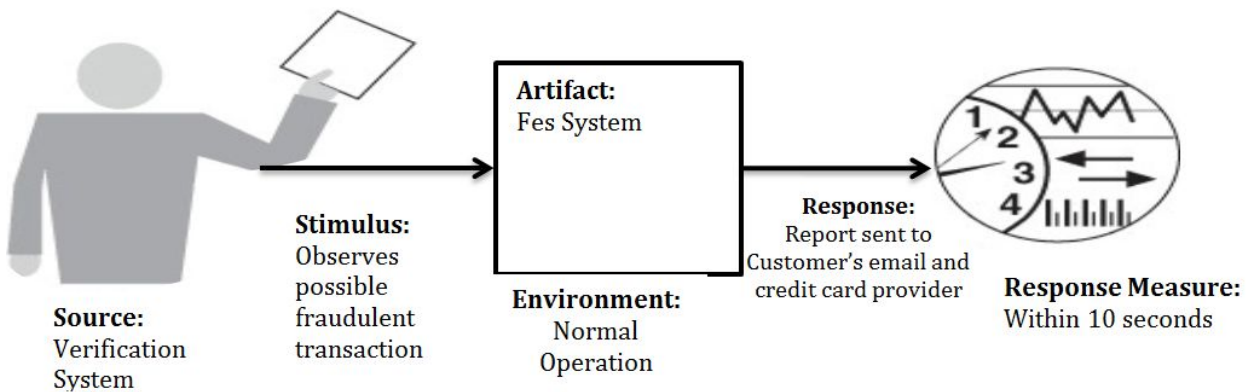 Source:
Verification
System
Stimulus:
Observes
possible
fraudulent
transaction
Artifact:
Fes System
Environment:
Normal
Operation
Response:
Report sent to
Customer's email and
credit card provider
1
2
3
4
Response Measure:
Within 10 seconds